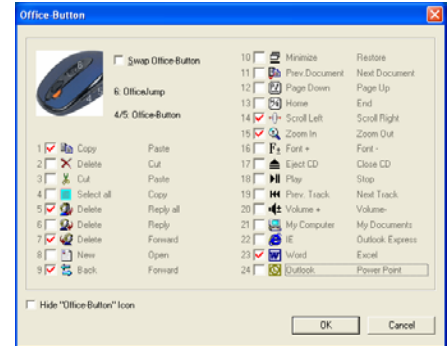 Office-Button
Swap Office-Button
6: OfficeJump
4/5: Office-Button
1 Copy Paste
2 Delete Cut
3 Cut Paste
4 Select all Copy
5 Delete Reply all
6 Delete Reply
7 Delete Forward
8 New Open
9 Back Forward
10 Minimize Restore
11 Prev.Document Next Document
12 Page Down Page Up
13 Home End
14 Scroll Left Scroll Right
15 Zoom In Zoom Out
16 Font + Font -
17 Eject CD Close CD
18 Play Stop
19 Prev. Track Next Track
20 Volume + Volume-
21 My Computer My Documents
22 IE Outlook Express
23 Word Excel
24 Outlook Power Point
Hide "Office-Button" Icon
OK Cancel